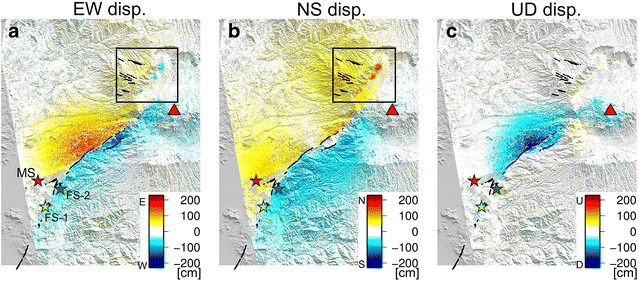 EW disp.
NS disp.
UD disp.
a
b
c
MS
FS-2
FS-1
E
200
100
0
−100
−200
W
[cm]
N
200
100
0
−100
−200
S
[cm]
U
200
100
0
−100
−200
D
[cm]